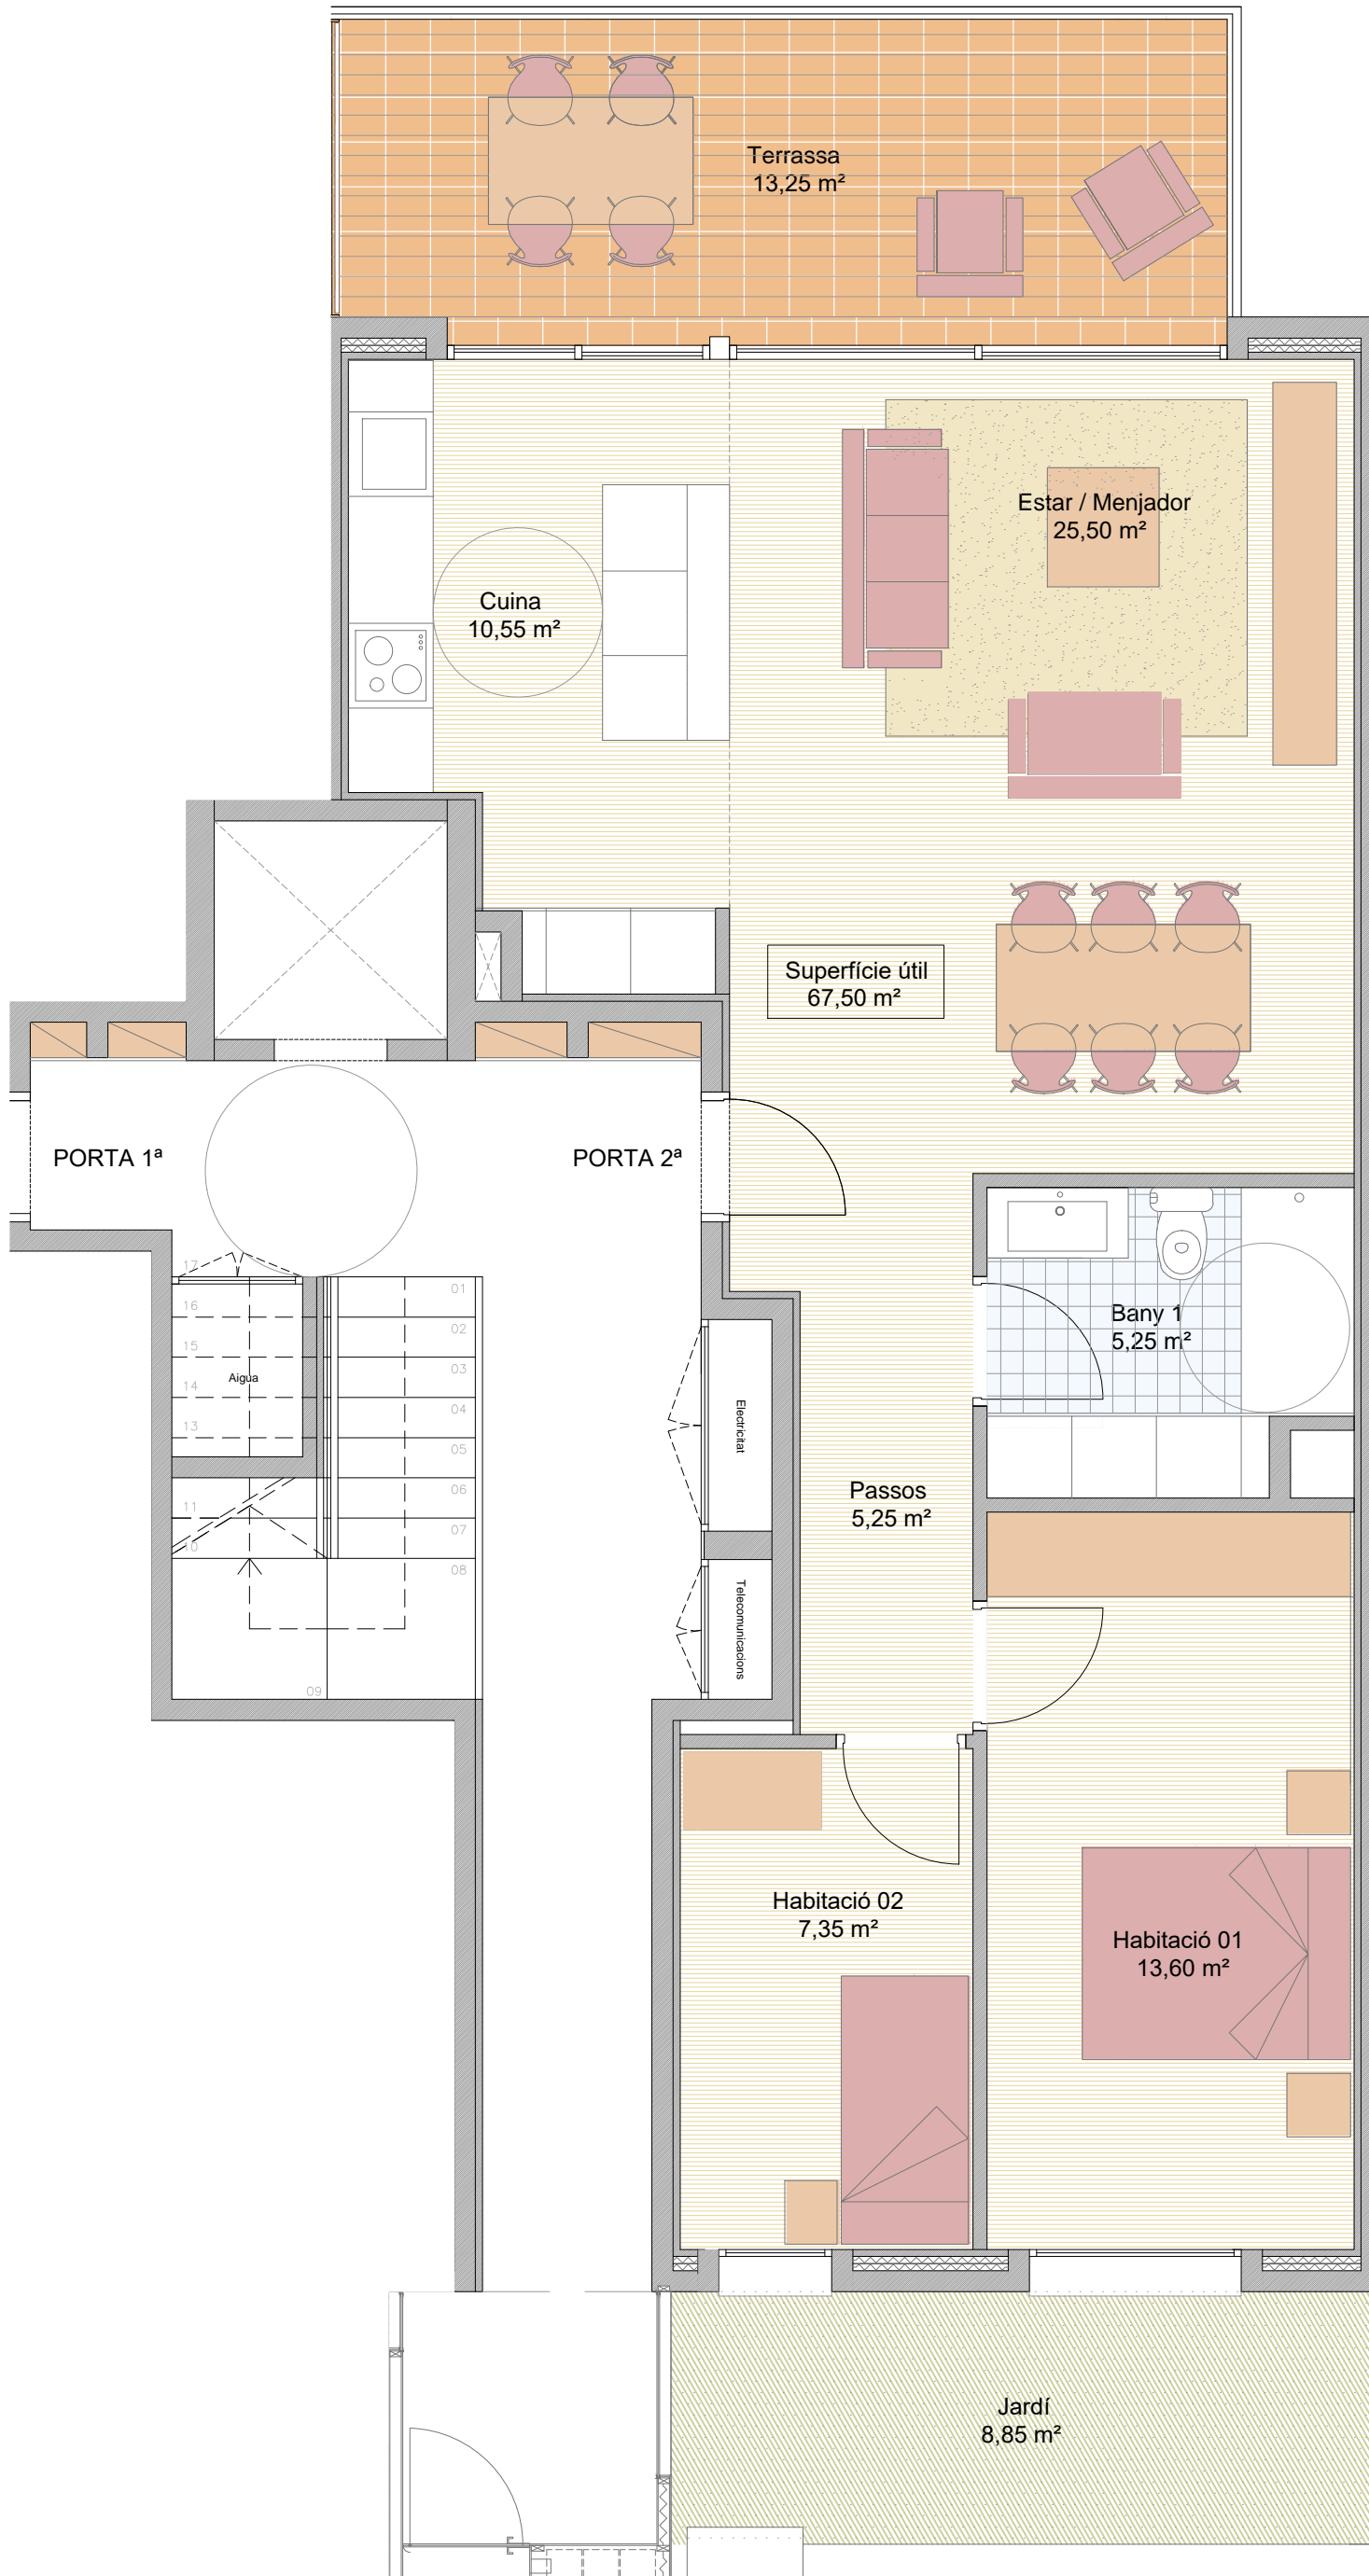 Terrassa
13,25 m²
Estar / Menjador
25,50 m²
Cuina
10,55 m²
Superfície útil
67,50 m²
PORTA 1ª
PORTA 2ª
17
16
15
14
13
11
10
09
Aigua
01
02
03
04
05
06
07
08
Electricitat
Telecomunicacions
Bany 1
5,25 m²
Passos
5,25 m²
Habitació 02
7,35 m²
Habitació 01
13,60 m²
Jardí
8,85 m²